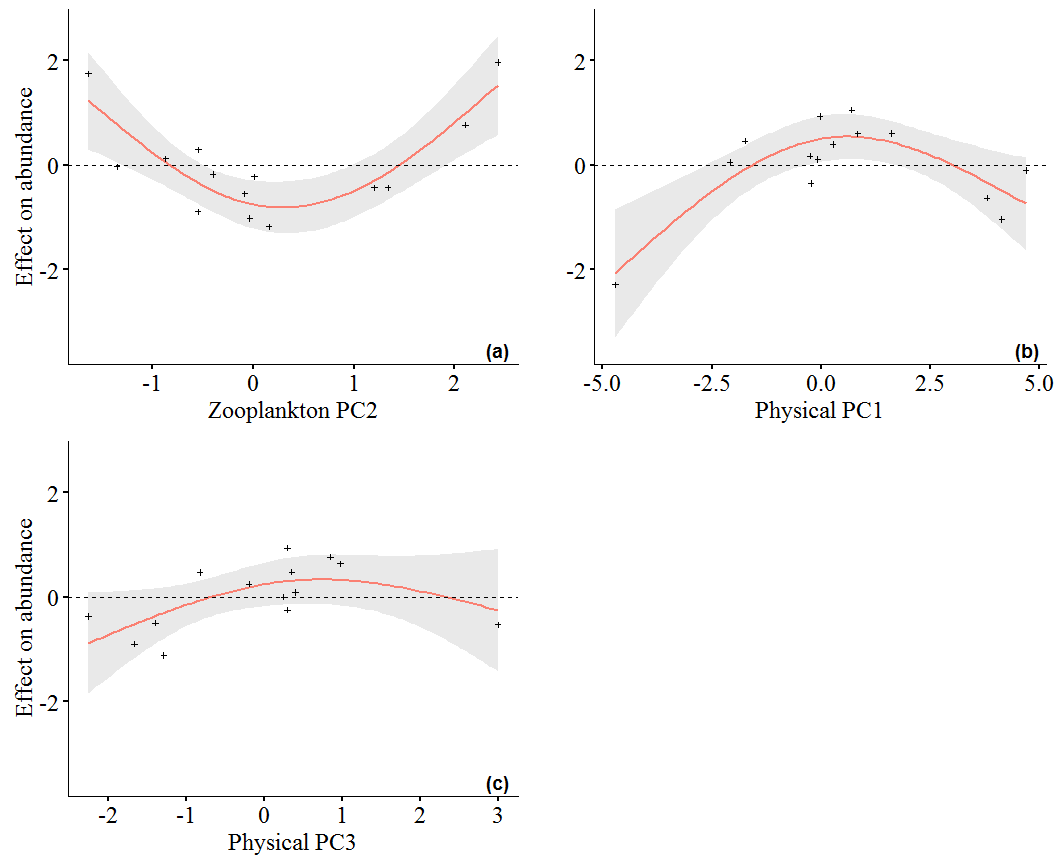 Effect on abundance
2
0
-2
(a)
-1 0 1 2
Zooplankton PC2
2
0
-2
(b)
-5.0 -2.5 0.0 2.5 5.0
Physical PC1
Effect on abundance
2
0
-2
(c)
-2 -1 0 1 2 3
Physical PC3